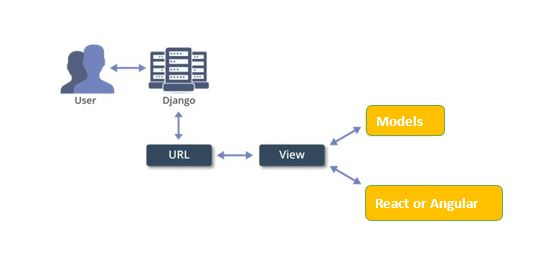 User
Django
URL
View
Models
React or Angular